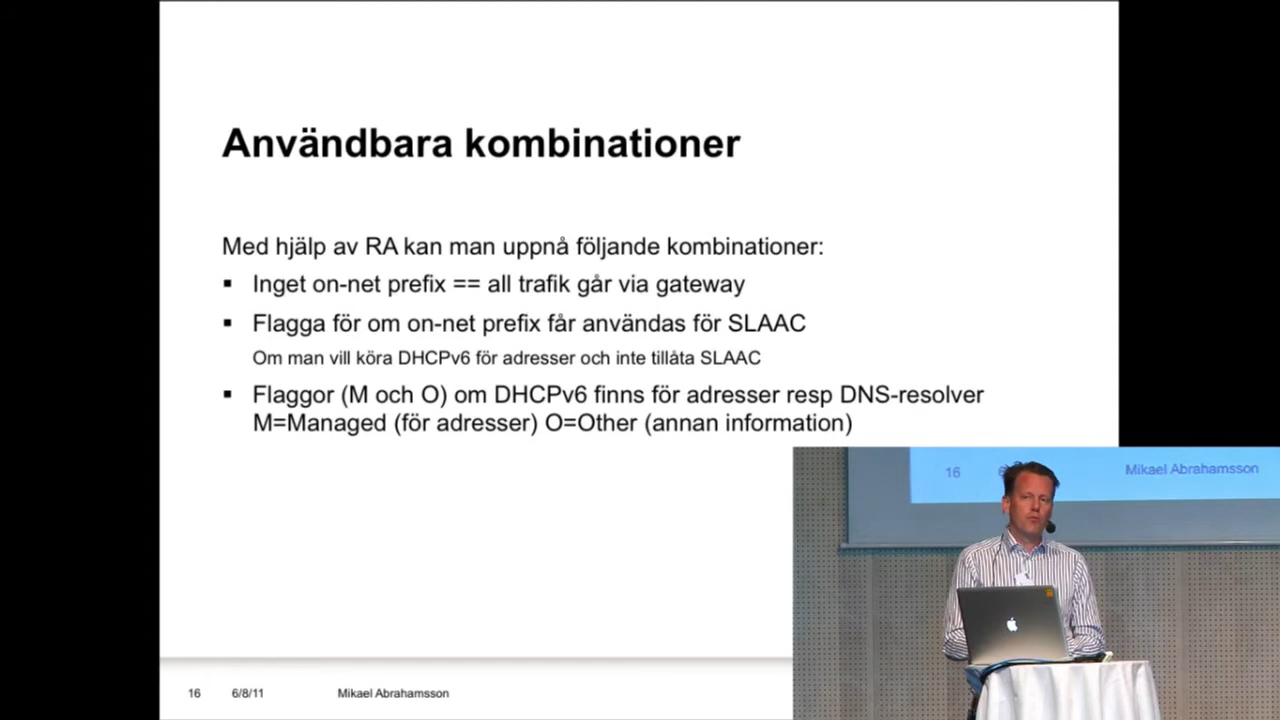 Användbara kombinationer
Med hjälp av RA kan man uppnå följande kombinationer:
▪ Inget on-net prefix == all trafik går via gateway
▪ Flagga för om on-net prefix får användas för SLAAC
Om man vill köra DHCPv6 för adresser och inte tillåta SLAAC
▪ Flaggor (M och O) om DHCPv6 finns för adresser resp DNS-resolver
M=Managed (för adresser) O=Other (annan information)
16 Mikael Abrahamsson
16 6/8/11 Mikael Abrahamsson